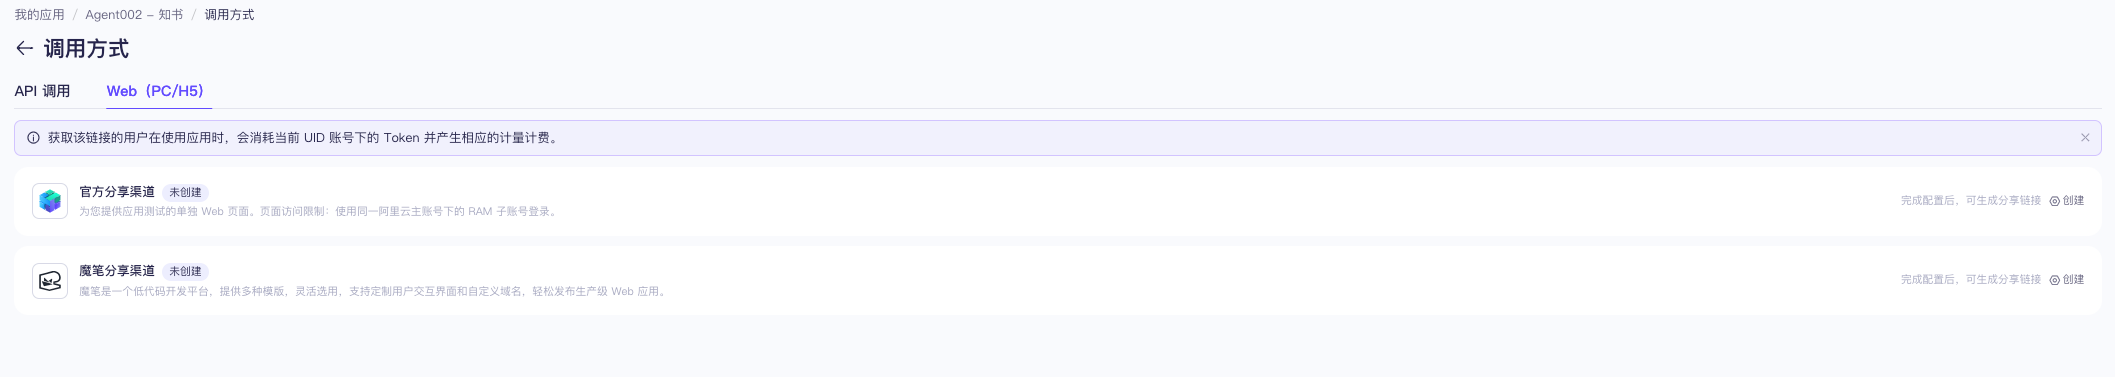 我的应用 / Agent002 - 知书 / 调用方式
← 调用方式
API 调用 Web（PC/H5）
获取该链接的用户在使用应用时，会消耗当前 UID 账号下的 Token 并产生相应的计量计费。
官方分享渠道 未创建
为您提供应用测试的单独 Web 页面。页面访问限制：使用同一阿里云主账号下的 RAM 子账号登录。
完成配置后，可生成分享链接 创建
魔笔分享渠道 未创建
魔笔是一个低代码开发平台，提供多种模版，灵活选用，支持定制用户交互界面和自定义域名，轻松发布生产级 Web 应用。
完成配置后，可生成分享链接 创建